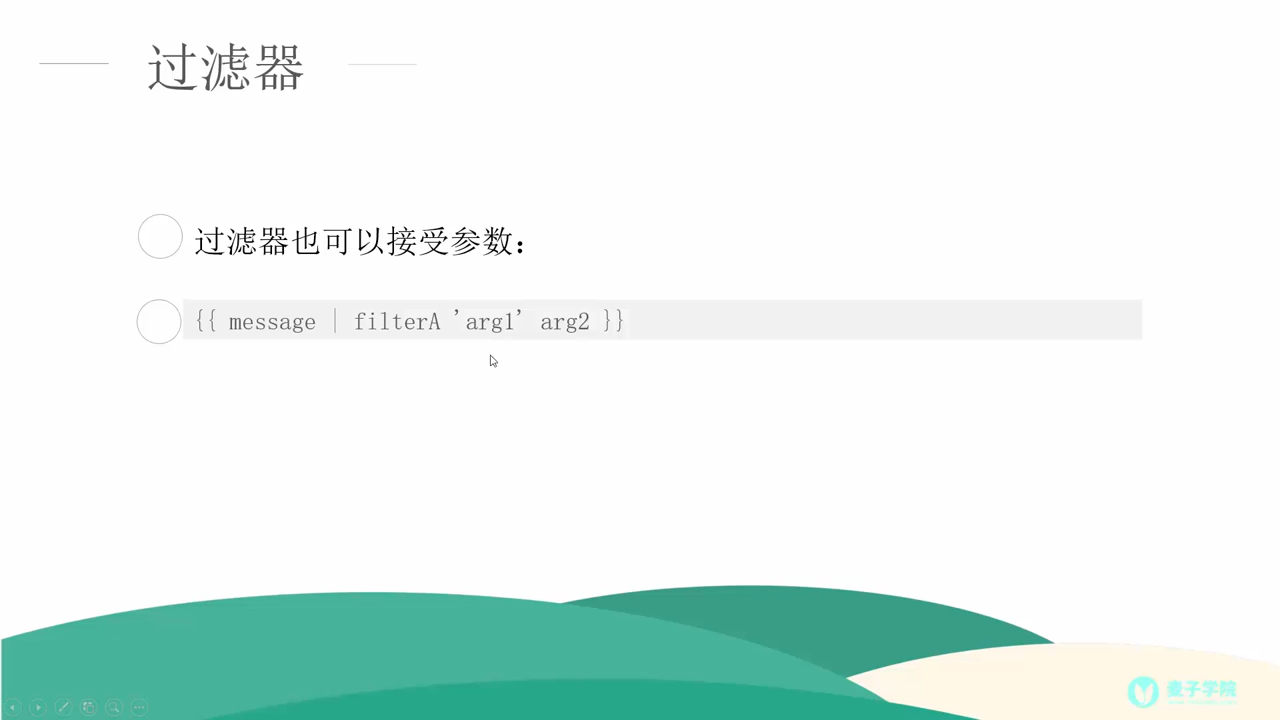 过滤器
过滤器也可以接受参数：
{{ message | filterA 'arg1' arg2 }}
麦子学院